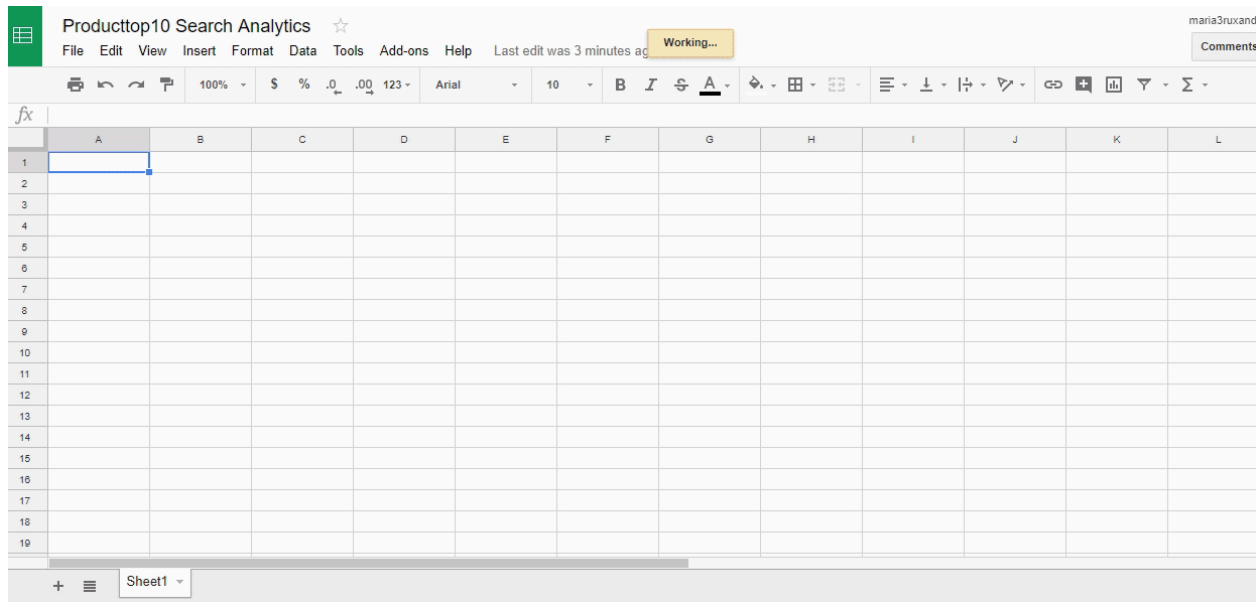 Producttop10 Search Analytics
maria3ruxand
File Edit View Insert Format Data Tools Add-ons Help Last edit was 3 minutes ag
Working...
Comments
100% $ % .0 .00 123 Arial 10 B I S A Σ
fx
A B C D E F G H I J K L
1
2
3
4
5
6
7
8
9
10
11
12
13
14
15
16
17
18
19
+ Sheet1